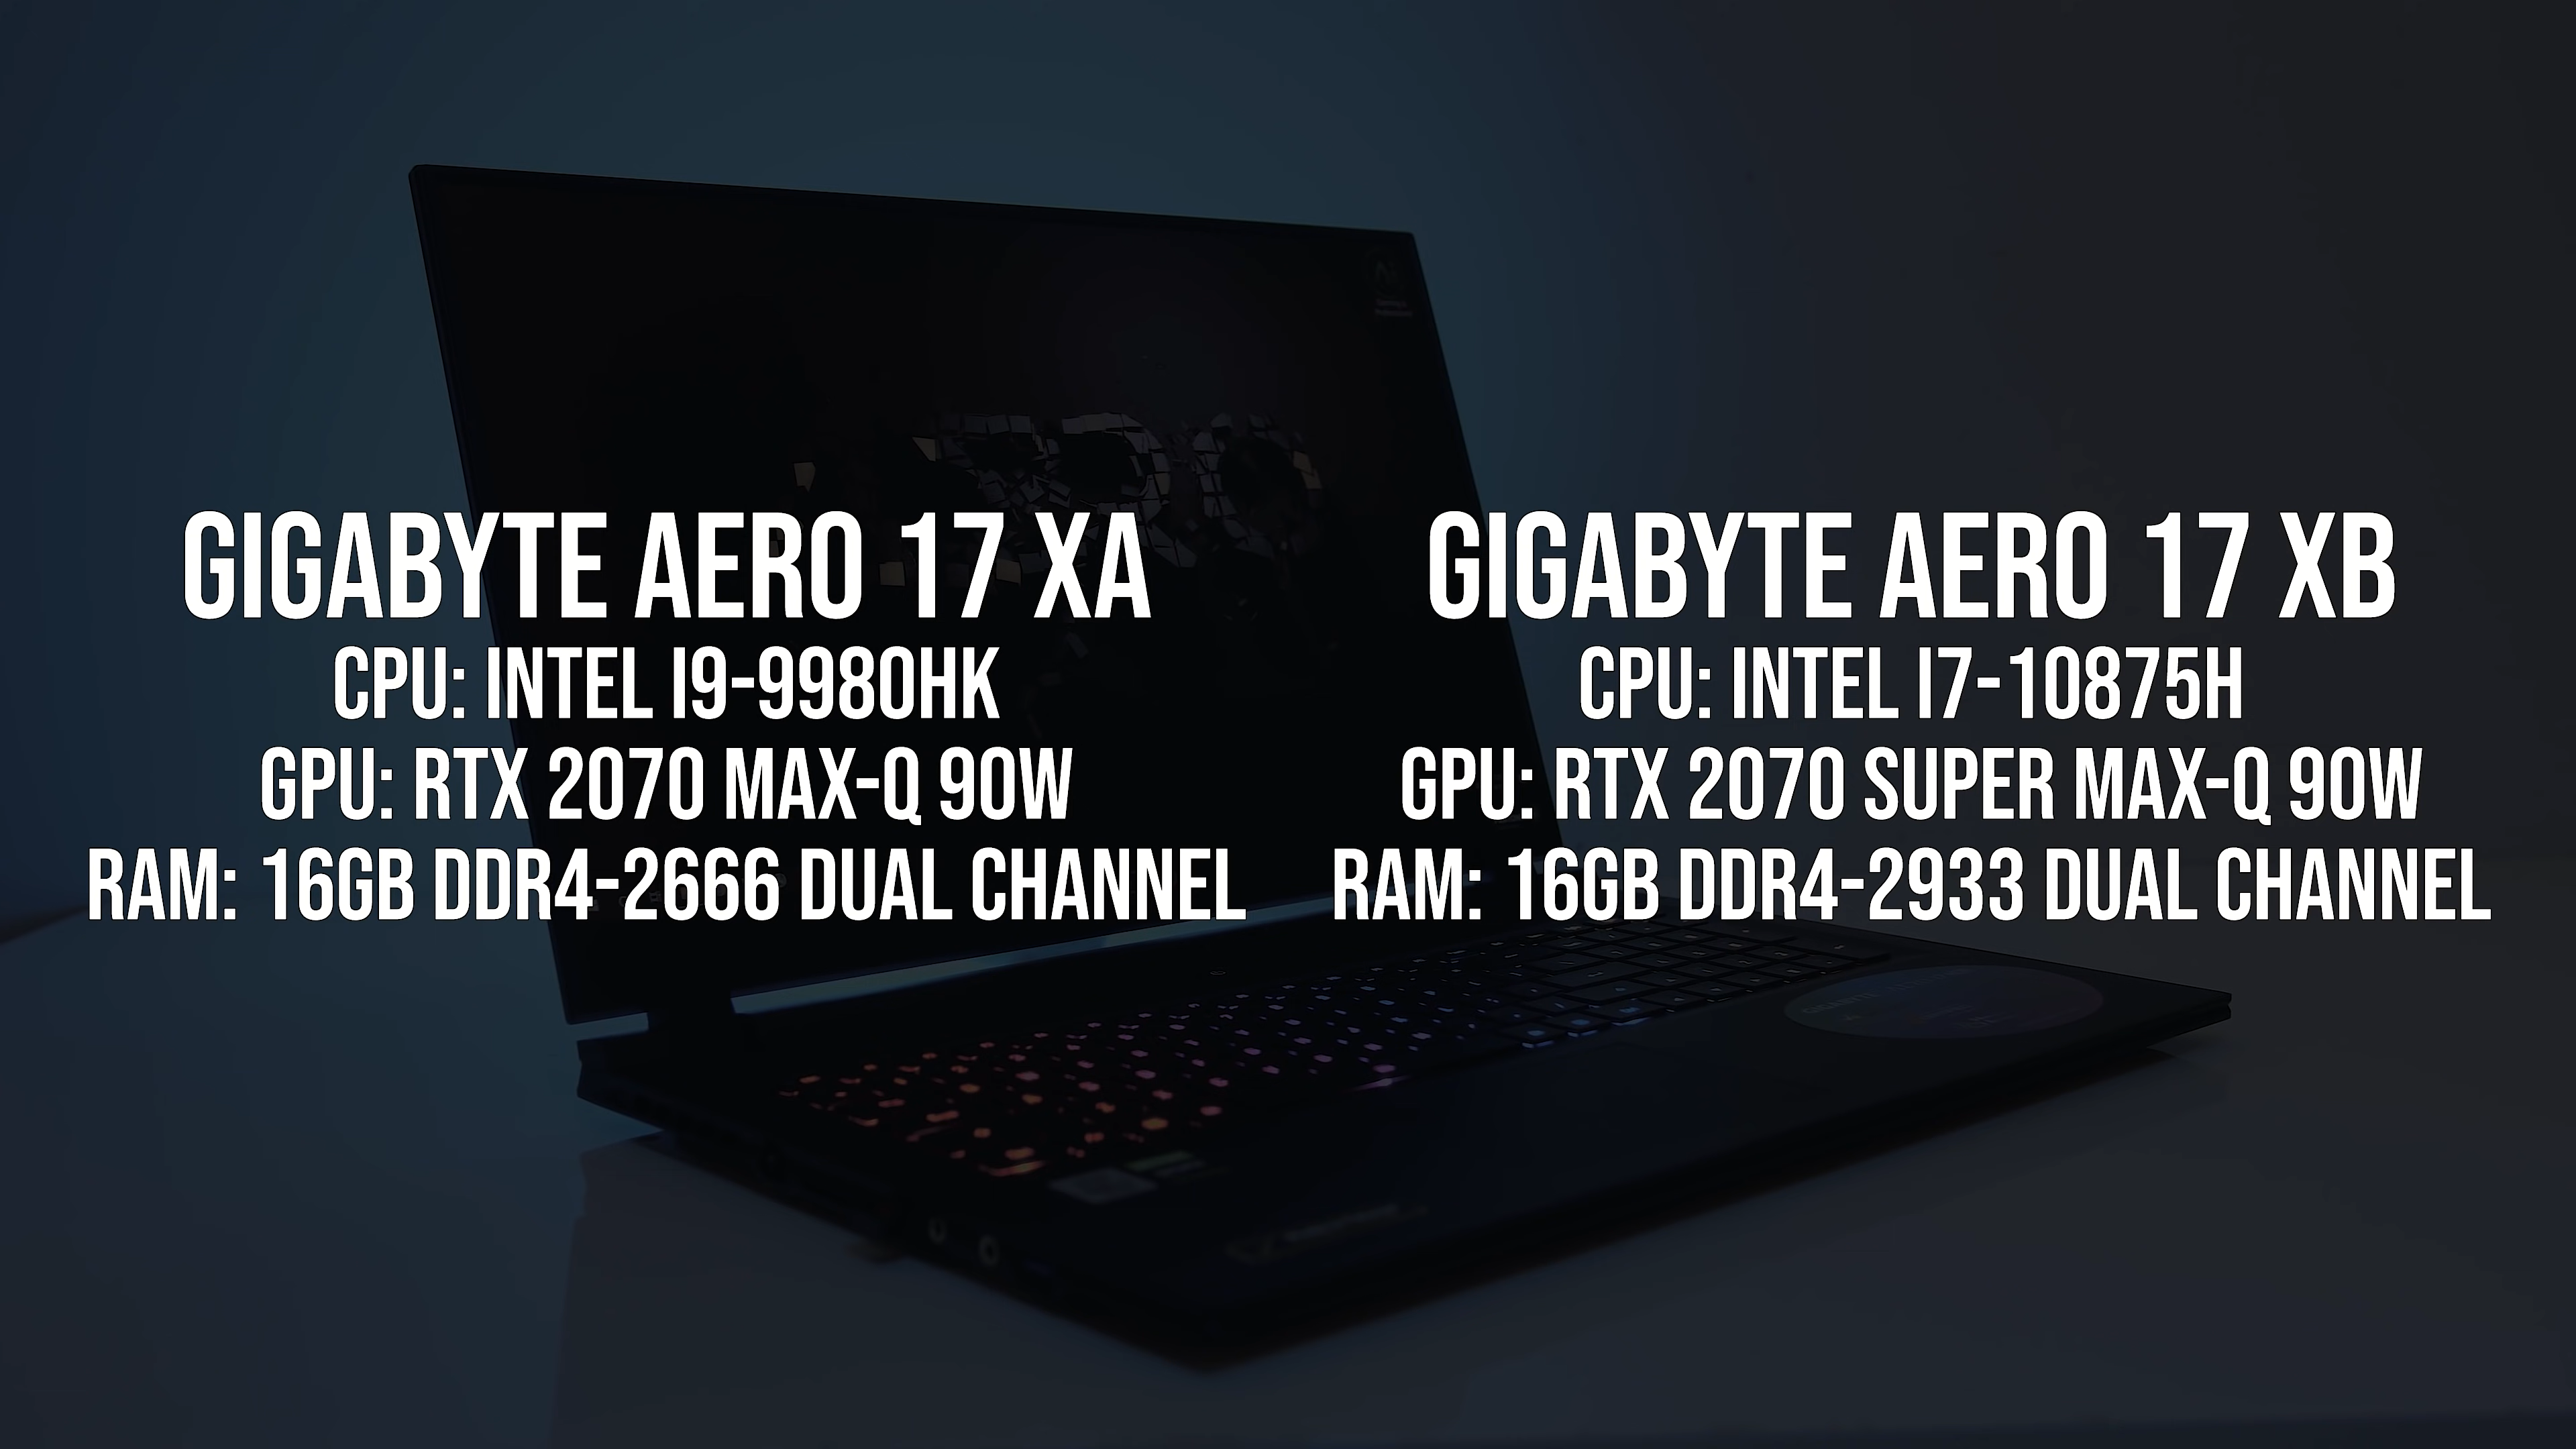 GIGABYTE AERO 17 XA
CPU: INTEL I9-9980HK
GPU: RTX 2070 MAX-Q 90W
RAM: 16GB DDR4-2666 DUAL CHANNEL
GIGABYTE AERO 17 XB
CPU: INTEL I7-10875H
GPU: RTX 2070 SUPER MAX-Q 90W
RAM: 16GB DDR4-2933 DUAL CHANNEL